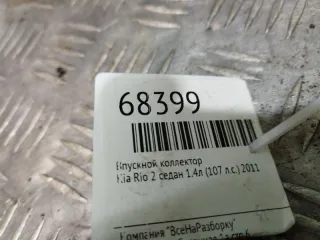 68399
Впускной коллектор
Kia Rio 2 седан 1.4л (107 л.с.) 2011
Компания "ВсеНаРазборку"